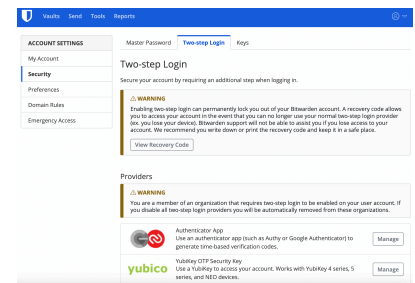 Vaults Send Tools Reports
ACCOUNT SETTINGS
My Account
Security
Preferences
Domain Rules
Emergency Access
Master Password Two-step Login Keys
Two-step Login
Secure your account by requiring an additional step when logging in.
WARNING
Enabling two-step login can permanently lock you out of your Bitwarden account. A recovery code allows
you to access your account in the event that you can no longer use your normal two-step login provider
(ex. you lose your device). Bitwarden support will not be able to assist you if you lose access to your
account. We recommend you write down or print the recovery code and keep it in a safe place.
View Recovery Code
Providers
WARNING
You are a member of an organization that requires two-step login to be enabled on your user account. If
you disable all two-step login providers you will be automatically removed from these organizations.
Authenticator App
Use an authenticator app (such as Authy or Google Authenticator) to
generate time-based verification codes.
Manage
yubico
YubiKey OTP Security Key
Use a YubiKey to access your account. Works with YubiKey 4 series, 5
series, and NEO devices.
Manage